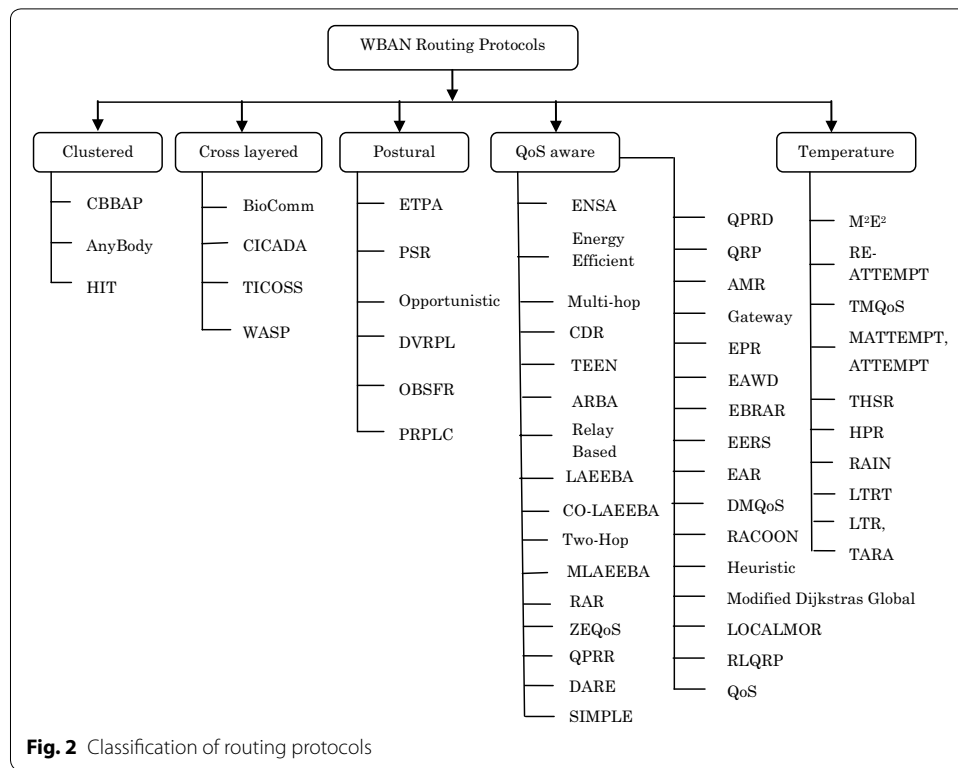 WBAN Routing Protocols
Clustered
CBBAP
AnyBody
HIT
Cross layered
BioComm
CICADA
TICOSS
WASP
Postural
ETPA
PSR
Opportunistic
DVRPL
OBSFR
PRPLC
QoS aware
ENSA
Energy
Efficient
Multi-hop
CDR
TEEN
ARBA
Relay
Based
LAEEBA
CO-LAEEBA
Two-Hop
MLAEEBA
RAR
ZEQoS
QPRR
DARE
SIMPLE
QPRD
QRP
AMR
Gateway
EPR
EAWD
EBRAR
EERS
EAR
DMQoS
RACOON
Heuristic
Modified Dijkstras Global
LOCALMOR
RLQRP
QoS
Temperature
M²E²
RE-
ATTEMPT
TMQoS
MATTEMPT,
ATTEMPT
THSR
HPR
RAIN
LTRT
LTR,
TARA
Fig. 2 Classification of routing protocols